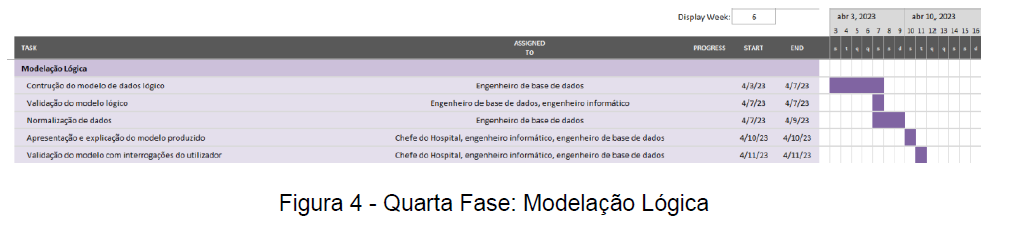 Display Week: 6
abr 3, 2023 abr 10, 2023
3 4 5 6 7 8 9 10 11 12 13 14 15 16
TASK ASSIGNED TO PROGRESS START END s t q q s s d s t q q s s d
Modelação Lógica
Contrução do modelo de dados lógico Engenheiro de base de dados 4/3/23 4/7/23
Validação do modelo lógico Engenheiro de base de dados, engenheiro informático 4/7/23 4/7/23
Normalização de dados Engenheiro de base de dados 4/7/23 4/9/23
Apresentação e explicação do modelo produzido Chefe do Hospital, engenheiro informático, engenheiro de base de dados 4/10/23 4/10/23
Validação do modelo com interrogações do utilizador Chefe do Hospital, engenheiro informático, engenheiro de base de dados 4/11/23 4/11/23
Figura 4 - Quarta Fase: Modelação Lógica